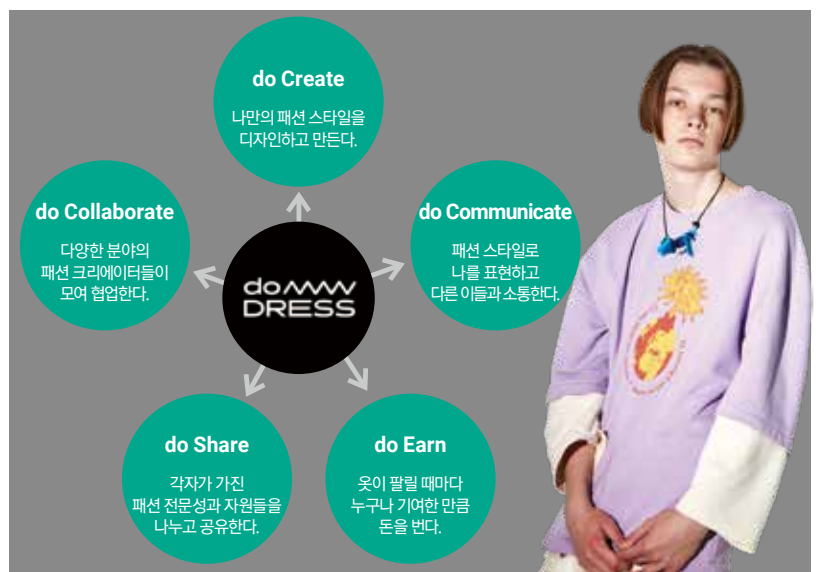 do Create
나만의 패션 스타일을
디자인하고 만든다.
do Collaborate
다양한 분야의
패션 크리에이터들이
모여 협업한다.
do Communicate
패션 스타일로
나를 표현하고
다른 이들과 소통한다.
do
DRESS
do Share
각자가 가진
패션 전문성과 자원들을
나누고 공유한다.
do Earn
옷이 팔릴 때마다
누구나 기여한 만큼
돈을 번다.